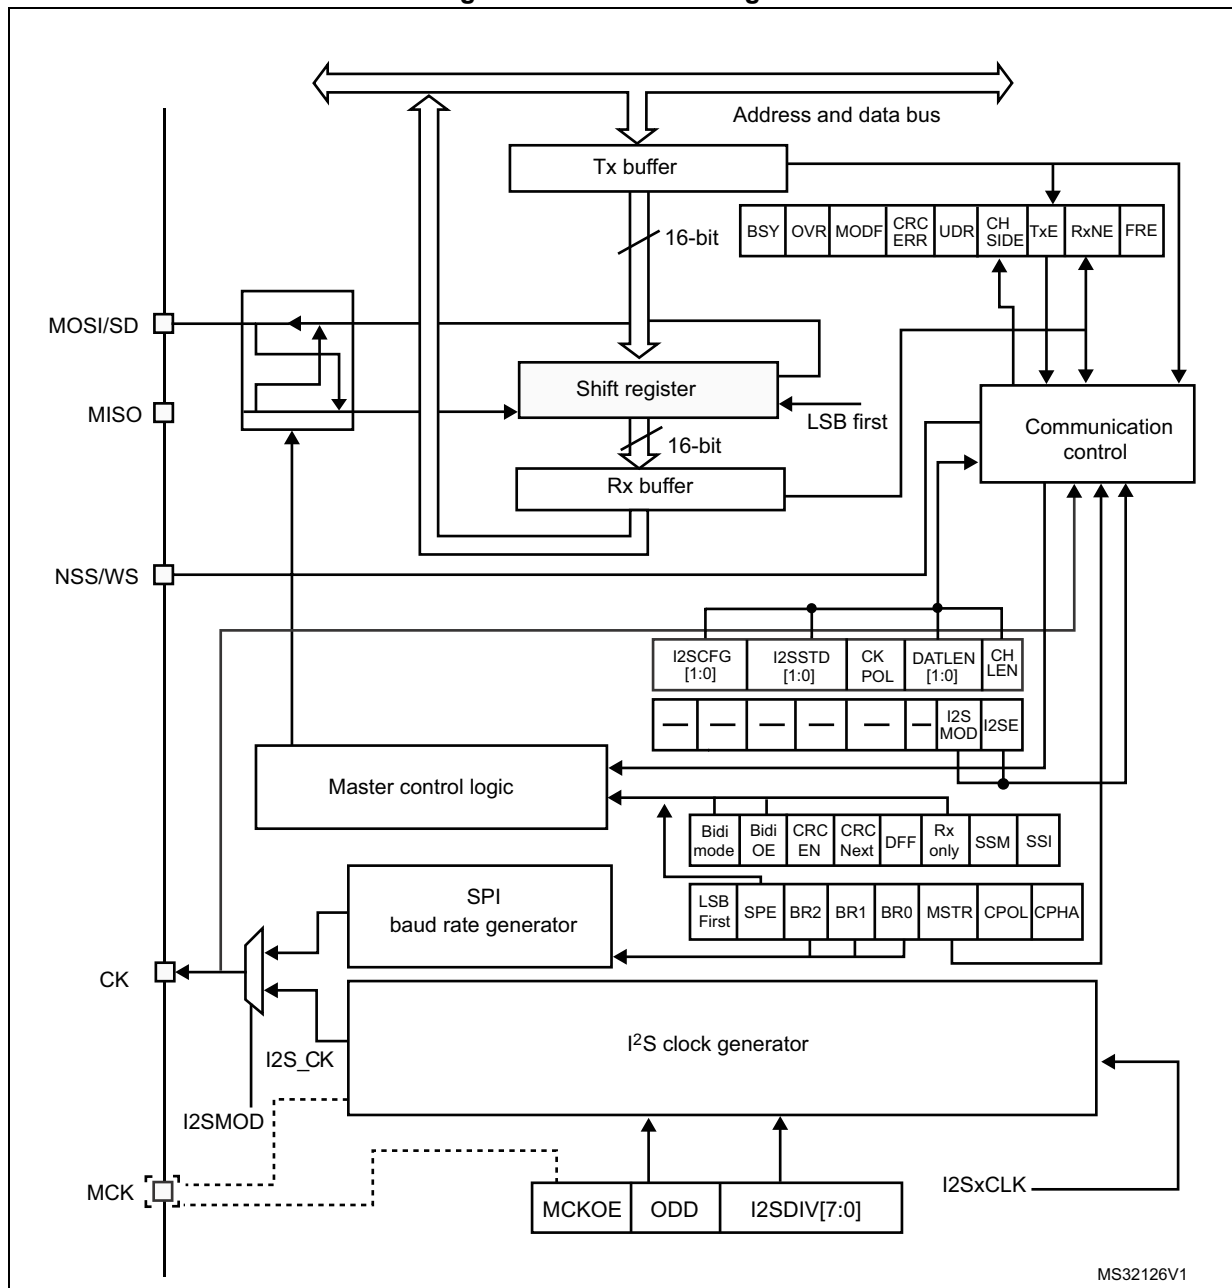 Address and data bus
Tx buffer
16-bit
BSY OVR MODF CRC ERR UDR CH SIDE TxE RxNE FRE
MOSI/SD
Shift register
MISO
LSB first
Communication
control
16-bit
Rx buffer
NSS/WS
I2SCFG [1:0] I2SSTD [1:0] CK POL DATLEN [1:0] CH LEN
— — — — — — I2S MOD I2SE
Master control logic
Bidi mode Bidi OE CRC EN CRC Next DFF Rx only SSM SSI
LSB First SPE BR2 BR1 BR0 MSTR CPOL CPHA
SPI
baud rate generator
CK
I2S_CK
I²S clock generator
I2SMOD
MCK
I2SxCLK
MCKOE ODD I2SDIV[7:0]
MS32126V1